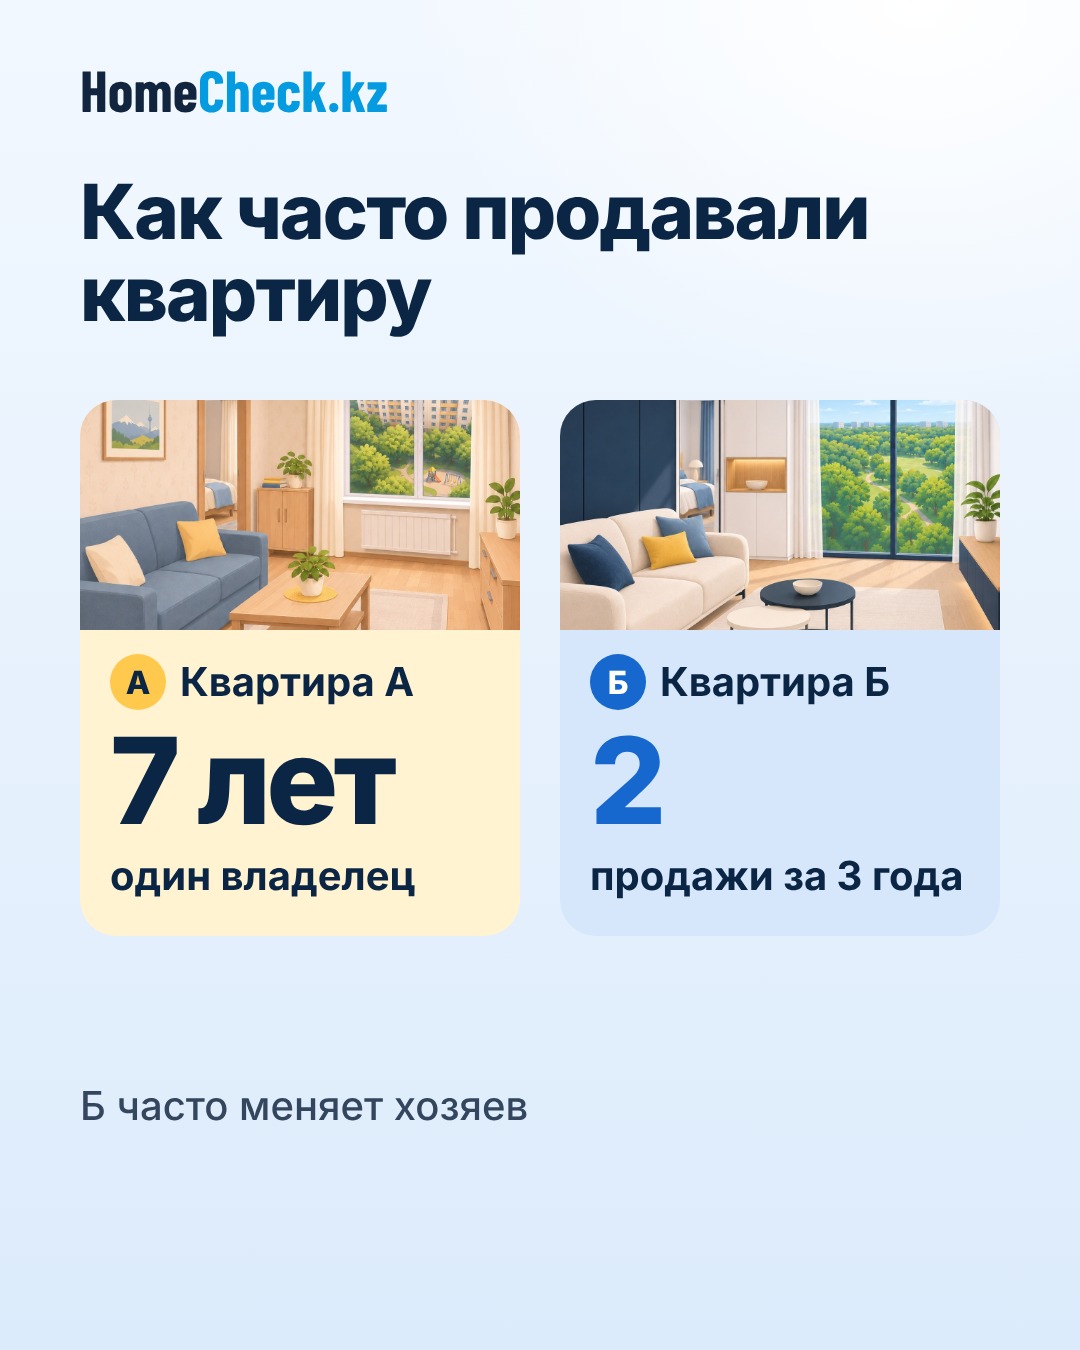 HomeCheck.kz
Как часто продавали
квартиру
А Квартира А
7 лет
один владелец
Б Квартира Б
2
продажи за 3 года
Б часто меняет хозяев